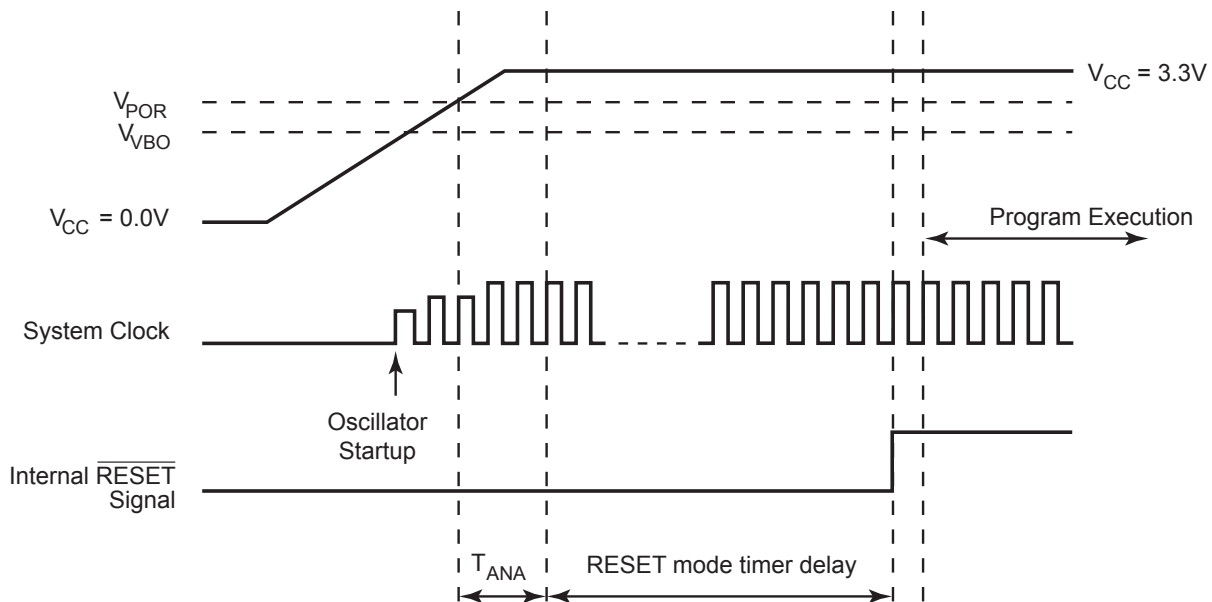 V_CC = 3.3V
V_POR
V_VBO
V_CC = 0.0V
Program Execution
System Clock
Oscillator
Startup
Internal R̅E̅S̅E̅T̅
Signal
T_ANA
RESET mode timer delay